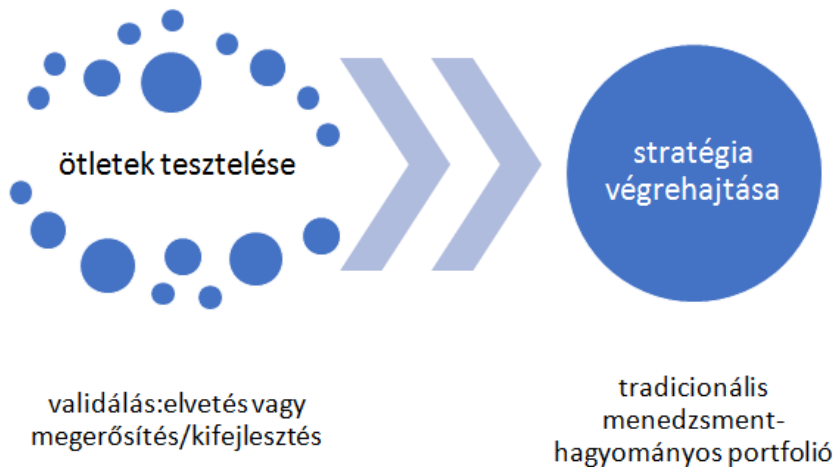 ötletek tesztelése
stratégia
végrehajtása
validálás:elvetés vagy
megerősítés/kifejlesztés
tradicionális
menedzsment-
hagyományos portfolió